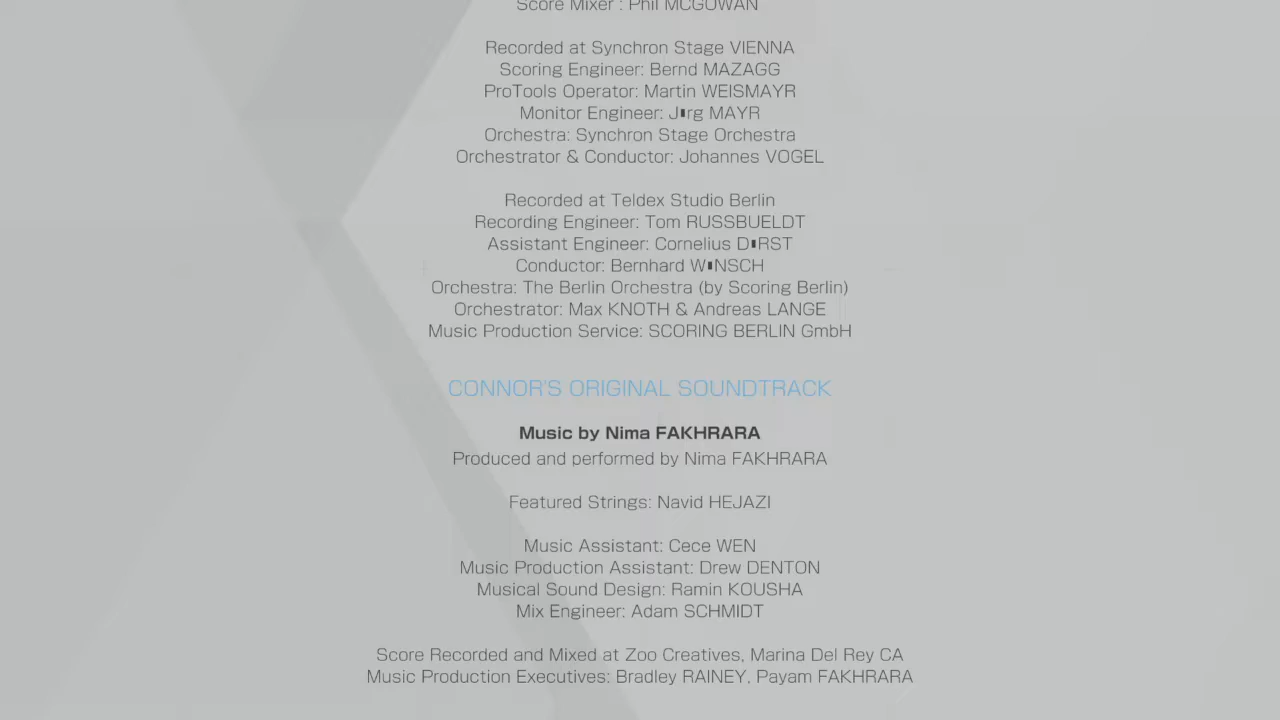 Score Mixer : Phil MCGOWAN
Recorded at Synchron Stage VIENNA
Scoring Engineer: Bernd MAZAGG
ProTools Operator: Martin WEISMAYR
Monitor Engineer: J▮rg MAYR
Orchestra: Synchron Stage Orchestra
Orchestrator & Conductor: Johannes VOGEL
Recorded at Teldex Studio Berlin
Recording Engineer: Tom RUSSBUELDT
Assistant Engineer: Cornelius D▮RST
Conductor: Bernhard W▮NSCH
Orchestra: The Berlin Orchestra (by Scoring Berlin)
Orchestrator: Max KNOTH & Andreas LANGE
Music Production Service: SCORING BERLIN GmbH
CONNOR'S ORIGINAL SOUNDTRACK
Music by Nima FAKHRARA
Produced and performed by Nima FAKHRARA
Featured Strings: Navid HEJAZI
Music Assistant: Cece WEN
Music Production Assistant: Drew DENTON
Musical Sound Design: Ramin KOUSHA
Mix Engineer: Adam SCHMIDT
Score Recorded and Mixed at Zoo Creatives, Marina Del Rey CA
Music Production Executives: Bradley RAINEY, Payam FAKHRARA